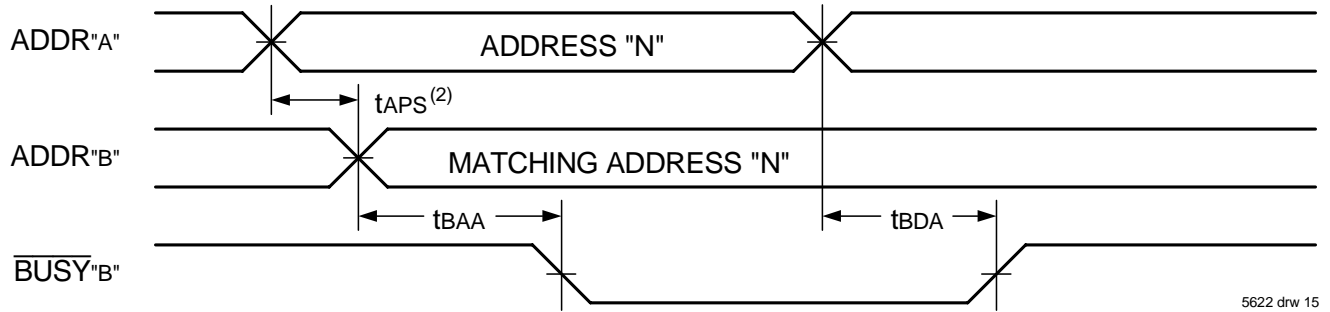 ADDR"A"
ADDRESS "N"
tAPS(2)
ADDR"B"
MATCHING ADDRESS "N"
tBAA
tBDA
BUSY"B"
5622 drw 15